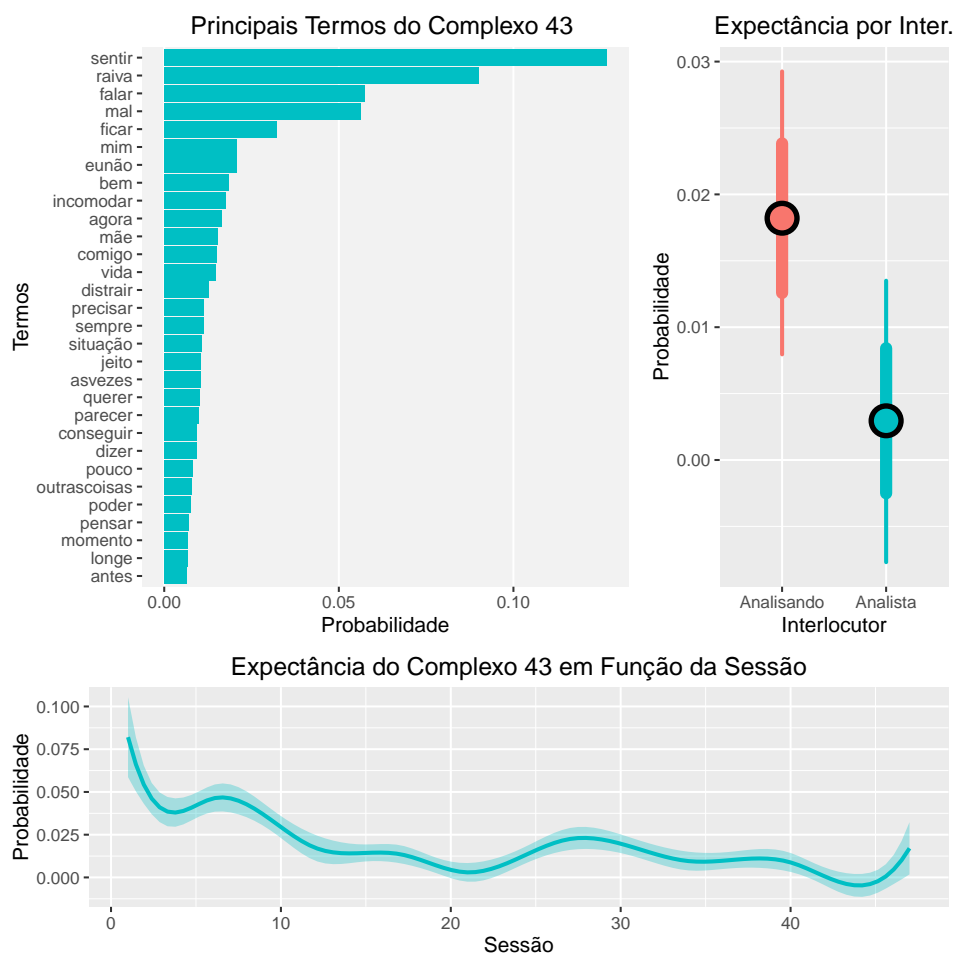 Principais Termos do Complexo 43
Termos
sentir
raiva
falar
mal
ficar
mim
eunão
bem
incomodar
agora
mãe
comigo
vida
distrair
precisar
sempre
situação
jeito
asvezes
querer
parecer
conseguir
dizer
pouco
outrascoisas
poder
pensar
momento
longe
antes
0.00 0.05 0.10
Probabilidade
Expectância por Inter.
Probabilidade
0.03
0.02
0.01
0.00
Analisando Analista
Interlocutor
Expectância do Complexo 43 em Função da Sessão
Probabilidade
0.100
0.075
0.050
0.025
0.000
0 10 20 30 40
Sessão